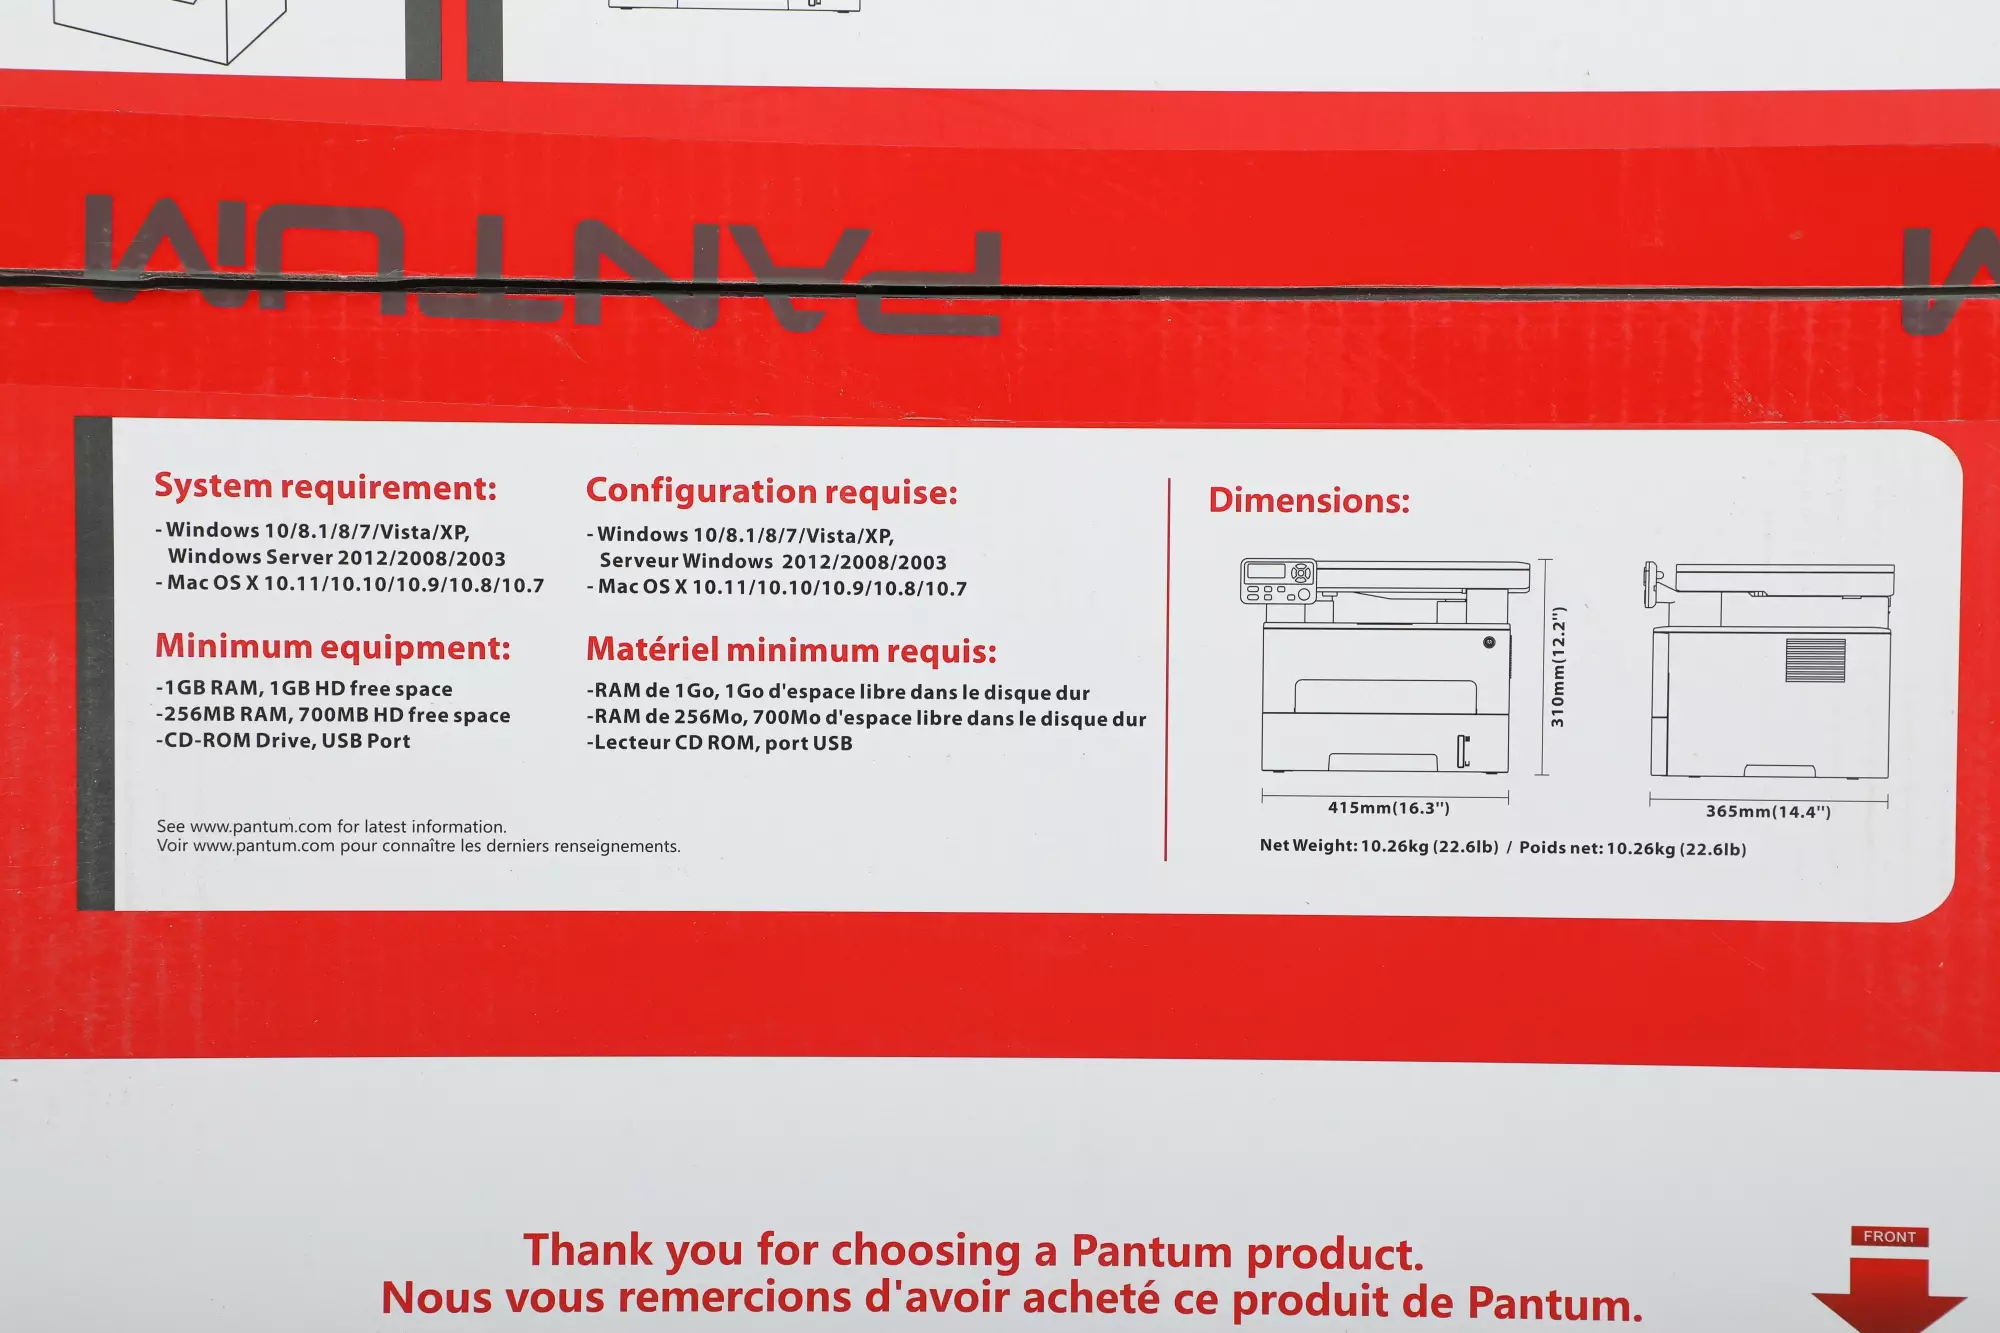 PANTUM
M
System requirement:
- Windows 10/8.1/8/7/Vista/XP,
Windows Server 2012/2008/2003
- Mac OS X 10.11/10.10/10.9/10.8/10.7
Minimum equipment:
-1GB RAM, 1GB HD free space
-256MB RAM, 700MB HD free space
-CD-ROM Drive, USB Port
Configuration requise:
- Windows 10/8.1/8/7/Vista/XP,
Serveur Windows 2012/2008/2003
- Mac OS X 10.11/10.10/10.9/10.8/10.7
Matériel minimum requis:
-RAM de 1Go, 1Go d'espace libre dans le disque dur
-RAM de 256Mo, 700Mo d'espace libre dans le disque dur
-Lecteur CD ROM, port USB
See www.pantum.com for latest information.
Voir www.pantum.com pour connaître les derniers renseignements.
Dimensions:
310mm(12.2'')
415mm(16.3'')
365mm(14.4'')
Net Weight: 10.26kg (22.6lb) / Poids net: 10.26kg (22.6lb)
Thank you for choosing a Pantum product.
Nous vous remercions d'avoir acheté ce produit de Pantum.
FRONT